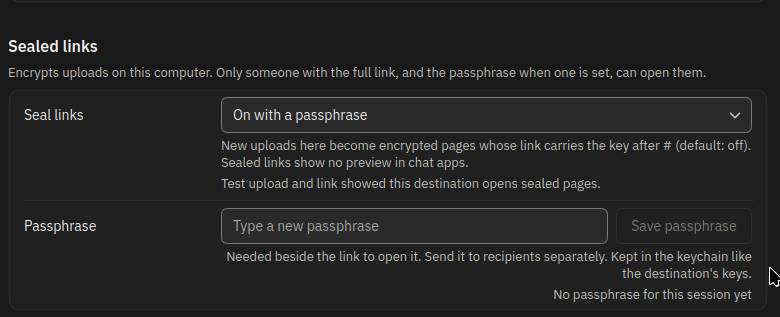 Sealed links
Encrypts uploads on this computer. Only someone with the full link, and the passphrase when one is set, can open them.
Seal links
On with a passphrase
New uploads here become encrypted pages whose link carries the key after # (default: off).
Sealed links show no preview in chat apps.
Test upload and link showed this destination opens sealed pages.
Passphrase
Type a new passphrase
Save passphrase
Needed beside the link to open it. Send it to recipients separately. Kept in the keychain like
the destination's keys.
No passphrase for this session yet